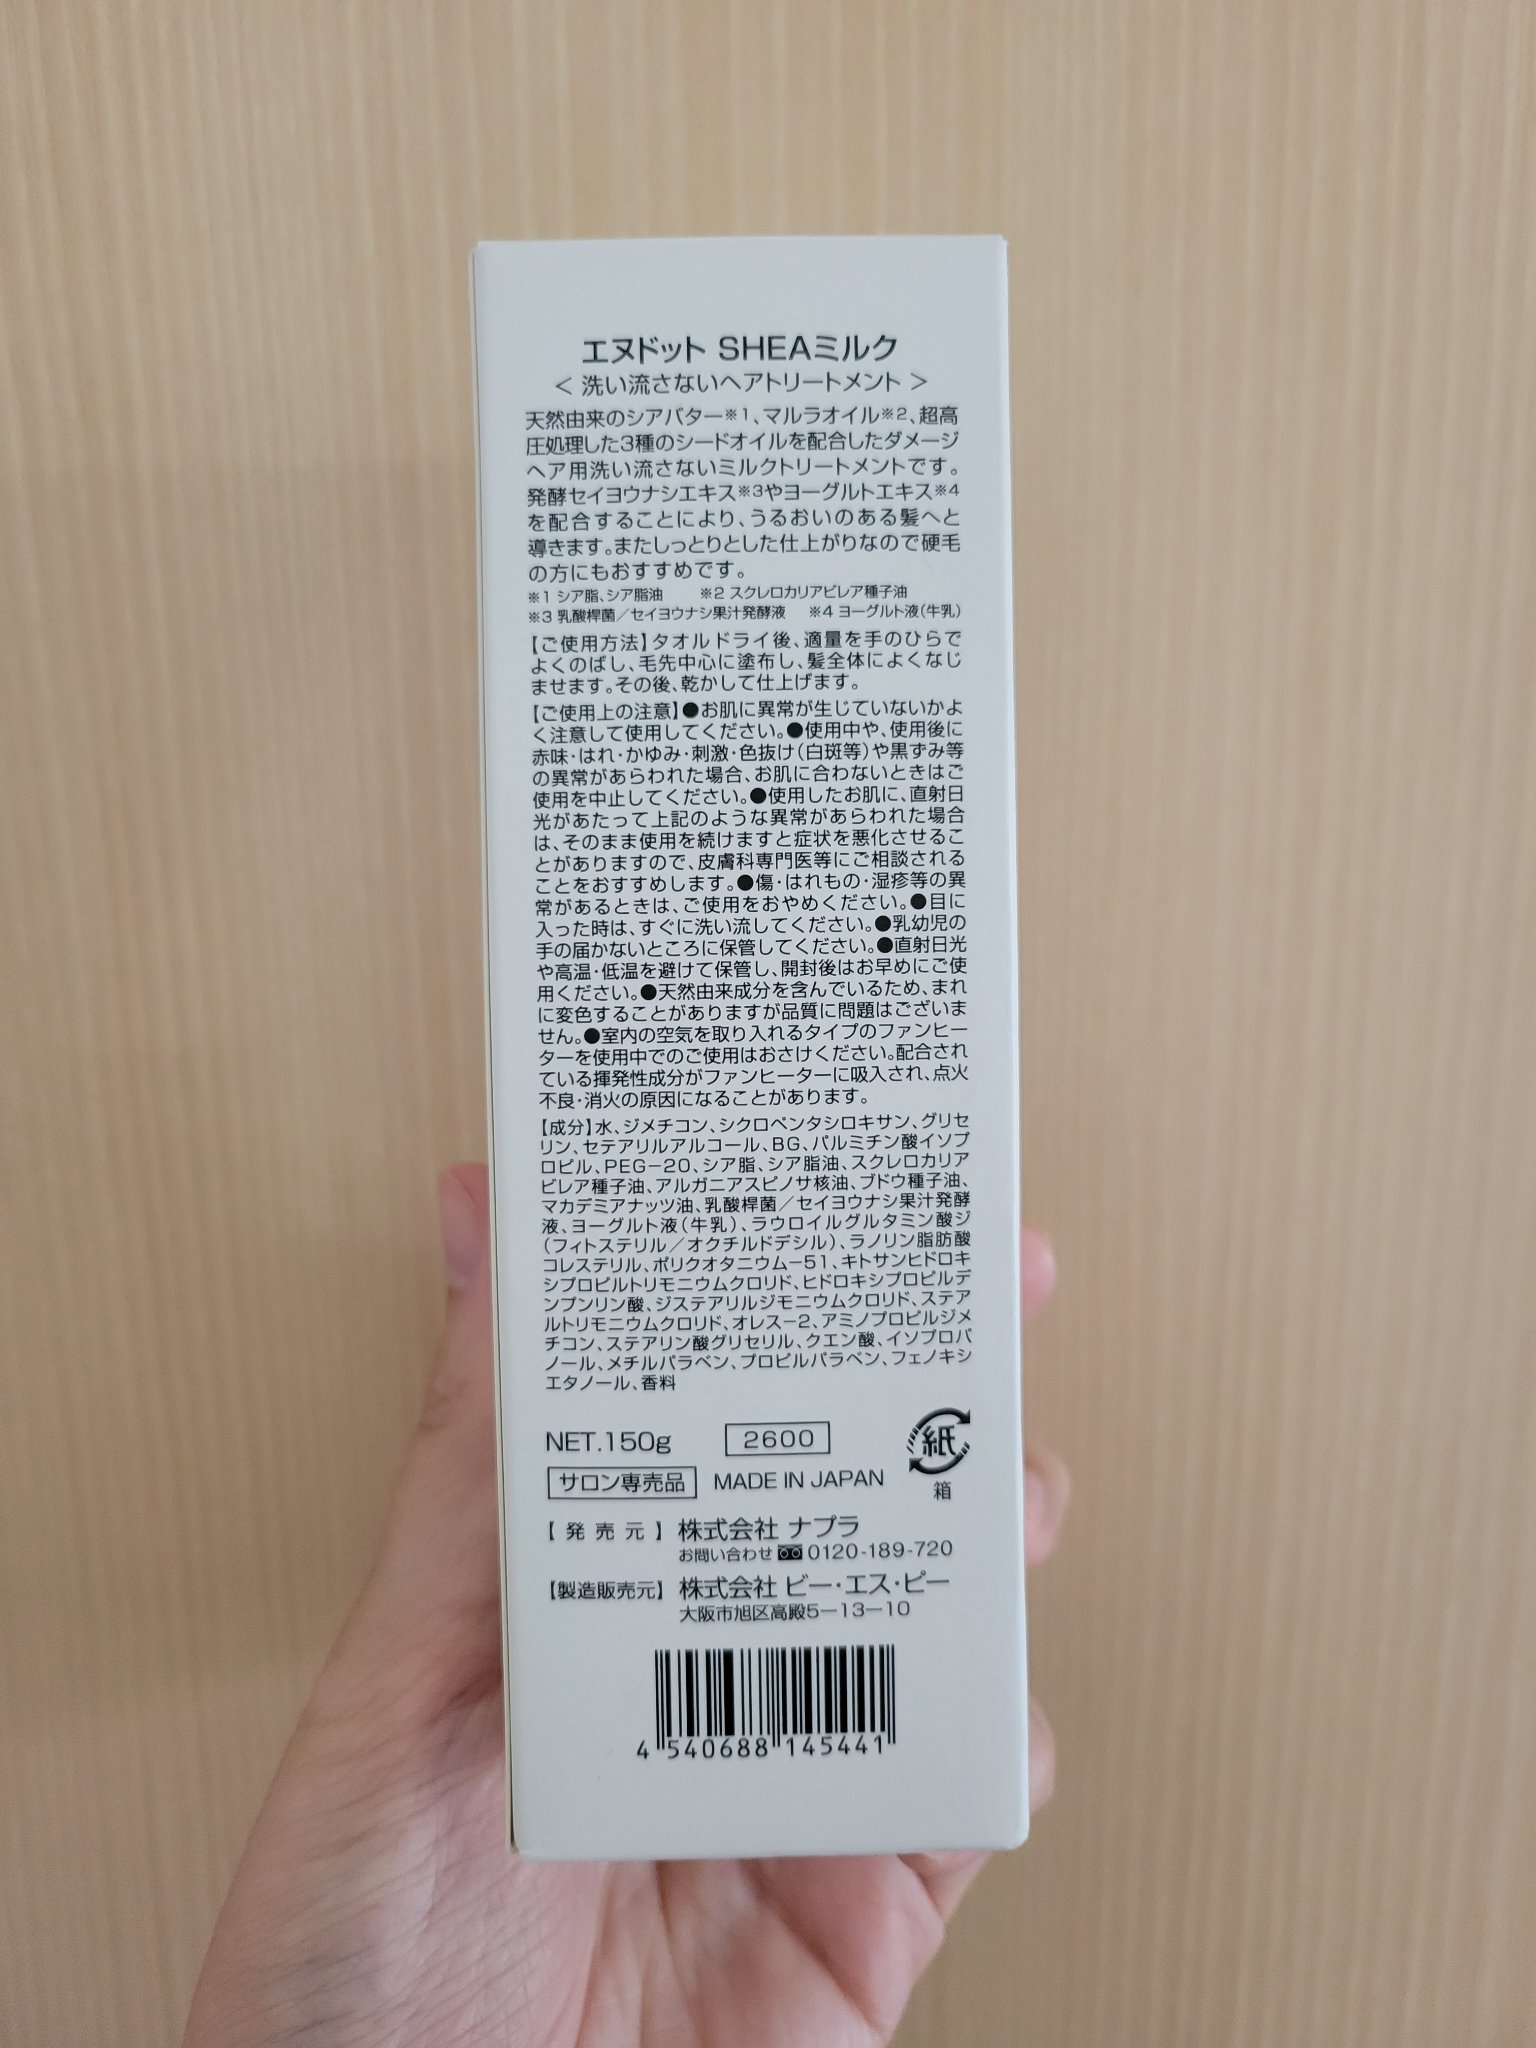 エヌドット SHEAミルク
＜ 洗い流さないヘアトリートメント ＞
天然由来のシアバター※1、マルラオイル※2、超高
圧処理した3種のシードオイルを配合したダメージ
ヘア用洗い流さないミルクトリートメントです。
発酵セイヨウナシエキス※3やヨーグルトエキス※4
を配合することにより、うるおいのある髪へと
導きます。またしっとりとした仕上がりなので硬毛
の方にもおすすめです。
※1 シア脂、シア脂油 ※2 スクレロカリアビレア種子油
※3 乳酸桿菌／セイヨウナシ果汁発酵液 ※4 ヨーグルト液(牛乳)
【ご使用方法】タオルドライ後、適量を手のひらで
よくのばし、毛先中心に塗布し、髪全体によくなじ
ませます。その後、乾かして仕上げます。
【ご使用上の注意】●お肌に異常が生じていないかよ
く注意して使用してください。●使用中や、使用後に
赤味・はれ・かゆみ・刺激・色抜け(白斑等)や黒ずみ等
の異常があらわれた場合、お肌に合わないときはご
使用を中止してください。●使用したお肌に、直射日
光があたって上記のような異常があらわれた場合
は、そのまま使用を続けますと症状を悪化させるこ
とがありますので、皮膚科専門医等にご相談される
ことをおすすめします。●傷・はれもの・湿疹等の異
常があるときは、ご使用をおやめください。●目に
入った時は、すぐに洗い流してください。●乳幼児の
手の届かないところに保管してください。●直射日光
や高温・低温を避けて保管し、開封後はお早めにご使
用ください。●天然由来成分を含んでいるため、まれ
に変色することがありますが品質に問題はございま
せん。●室内の空気を取り入れるタイプのファンヒー
ターを使用中でのご使用はおさけください。配合され
ている揮発性成分がファンヒーターに吸入され、点火
不良・消火の原因になることがあります。
【成分】水、ジメチコン、シクロペンタシロキサン、グリセ
リン、セテアリルアルコール、BG、パルミチン酸イソプ
ロピル、PEG－20、シア脂、シア脂油、スクレロカリア
ビレア種子油、アルガニアスピノサ核油、ブドウ種子油、
マカデミアナッツ油、乳酸桿菌／セイヨウナシ果汁発酵
液、ヨーグルト液(牛乳)、ラウロイルグルタミン酸ジ
(フィトステリル／オクチルドデシル)、ラノリン脂肪酸
コレステリル、ポリクオタニウム－51、キトサンヒドロキ
シプロピルトリモニウムクロリド、ヒドロキシプロピルデ
ンプンリン酸、ジステアリルジモニウムクロリド、ステア
ルトリモニウムクロリド、オレス－2、アミノプロピルジメ
チコン、ステアリン酸グリセリル、クエン酸、イソプロパ
ノール、メチルパラベン、プロピルパラベン、フェノキシ
エタノール、香料
NET.150g 2600 紙
サロン専売品 MADE IN JAPAN 箱
【発売元】株式会社 ナプラ
お問い合わせ 0120-189-720
【製造販売元】株式会社 ビー・エス・ピー
大阪市旭区高殿5－13－10
4 540688 145441